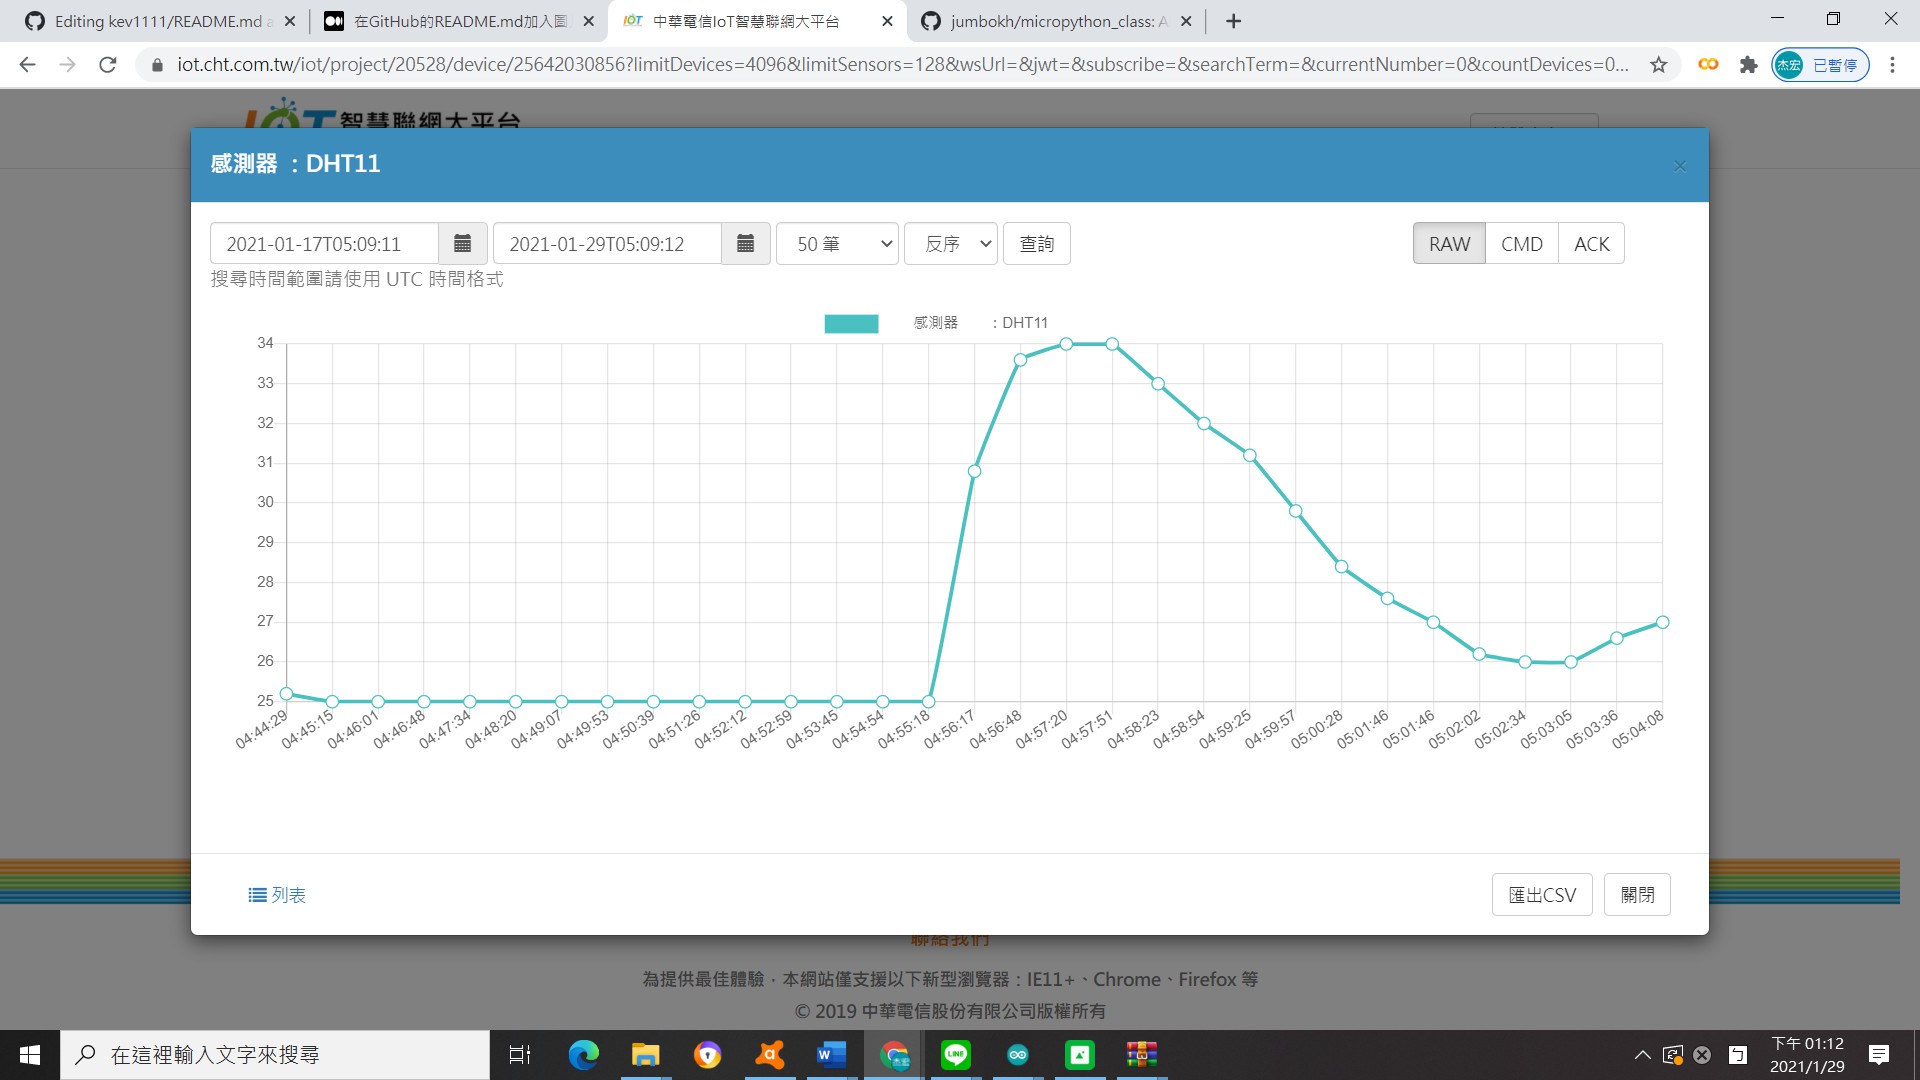 Editing kev1111/README.md a
在GitHub的README.md加入圖
中華電信IoT智慧聯網大平台
jumbokh/micropython_class: A
iot.cht.com.tw/iot/project/20528/device/25642030856?limitDevices=4096&limitSensors=128&wsUrl=&jwt=&subscribe=&searchTerm=&currentNumber=0&countDevices=0...
杰宏 已暫停
IOT 智慧聯網大平台
感測器 : DHT11
×
2021-01-17T05:09:11
2021-01-29T05:09:12
50 筆
反序
查詢
RAW CMD ACK
搜尋時間範圍請使用 UTC 時間格式
感測器 : DHT11
34
33
32
31
30
29
28
27
26
25
04:44:29 04:45:15 04:46:01 04:46:48 04:47:34 04:48:20 04:49:07 04:49:53 04:50:39 04:51:26 04:52:12 04:52:59 04:53:45 04:54:54 04:55:18 04:56:17 04:56:48 04:57:20 04:57:51 04:58:23 04:58:54 04:59:25 04:59:57 05:00:28 05:01:46 05:01:46 05:02:02 05:02:34 05:03:05 05:03:36 05:04:08
列表
匯出CSV
關閉
聯絡我們
為提供最佳體驗，本網站僅支援以下新型瀏覽器：IE11+、Chrome、Firefox 等
© 2019 中華電信股份有限公司版權所有
在這裡輸入文字來搜尋
下午 01:12
2021/1/29